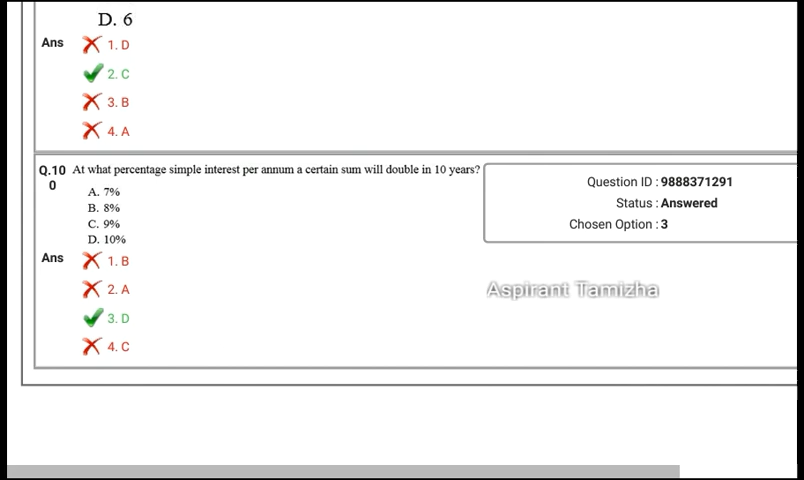 D. 6
Ans 1. D
2. C
3. B
4. A
Q.10 At what percentage simple interest per annum a certain sum will double in 10 years?
0
A. 7%
B. 8%
C. 9%
D. 10%
Question ID : 9888371291
Status : Answered
Chosen Option : 3
Ans 1. B
2. A
3. D
4. C
Aspirant Tamizha